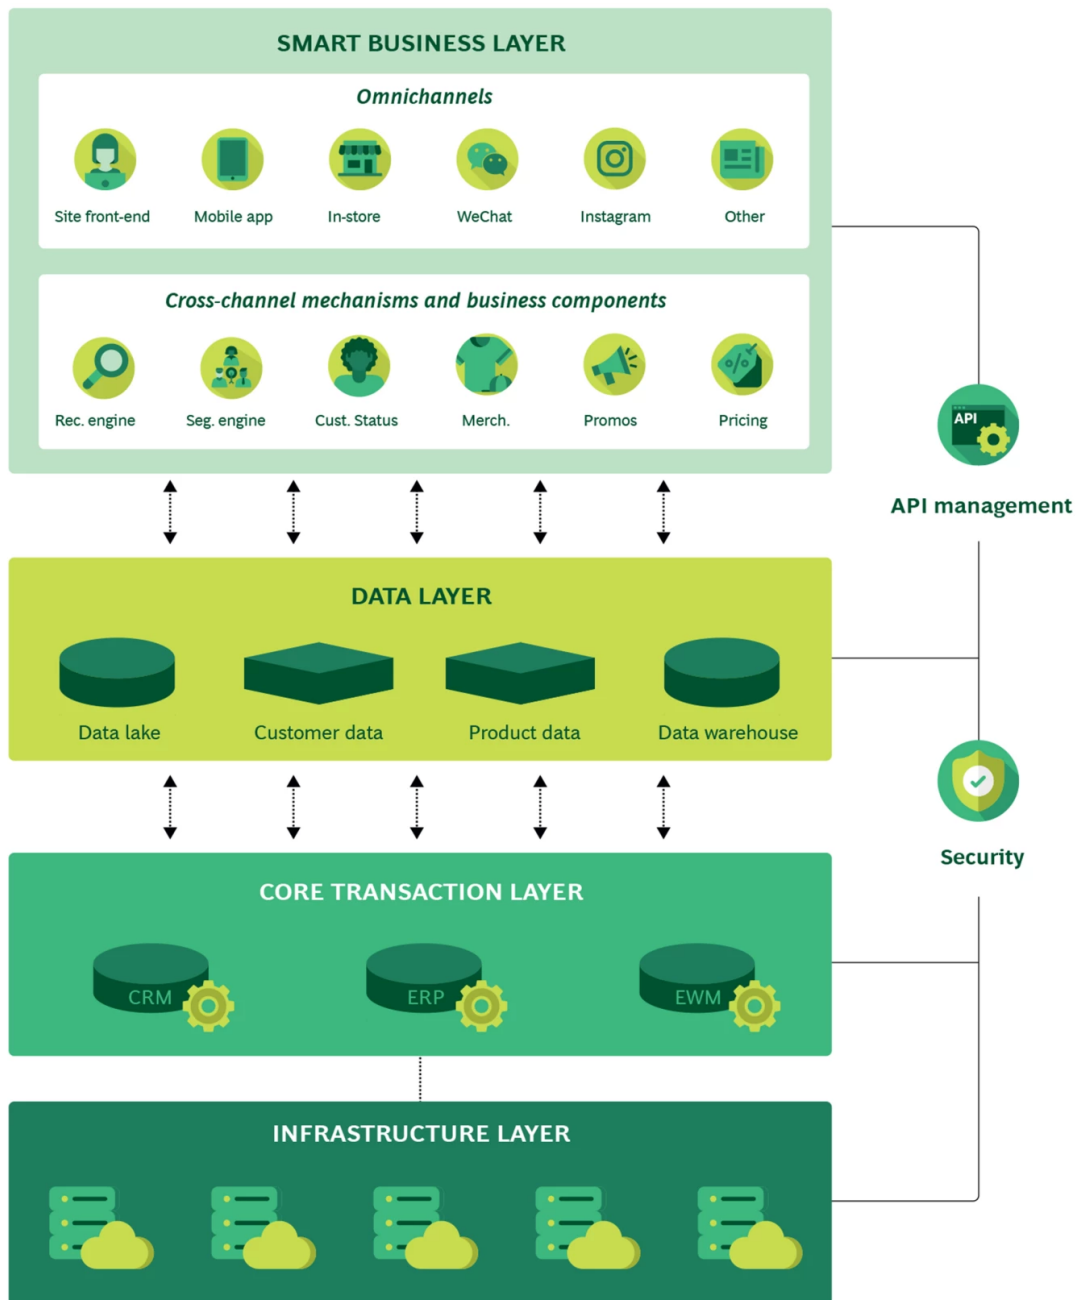 SMART BUSINESS LAYER
Omnichannels
Site front-end
Mobile app
In-store
WeChat
Instagram
Other
Cross-channel mechanisms and business components
Rec. engine
Seg. engine
Cust. Status
Merch.
Promos
Pricing
API
API management
DATA LAYER
Data lake
Customer data
Product data
Data warehouse
Security
CORE TRANSACTION LAYER
CRM
ERP
EWM
INFRASTRUCTURE LAYER